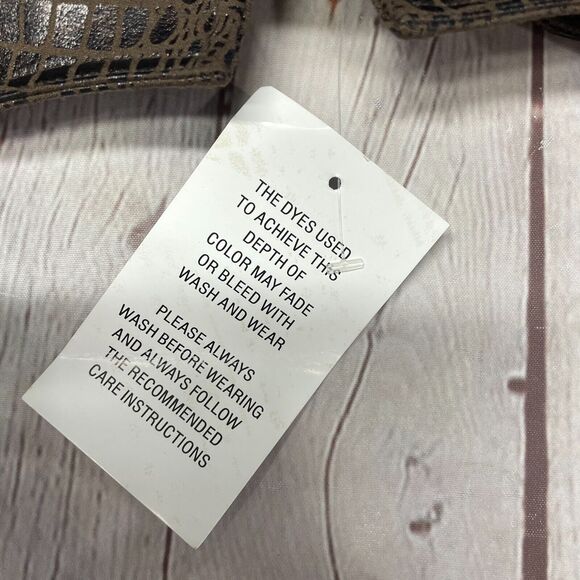 THE DYES USED
TO ACHIEVE THIS
DEPTH OF
COLOR MAY FADE
OR BLEED WITH
WASH AND WEAR
PLEASE ALWAYS
WASH BEFORE WEARING
AND ALWAYS FOLLOW
THE RECOMMENDED
CARE INSTRUCTIONS